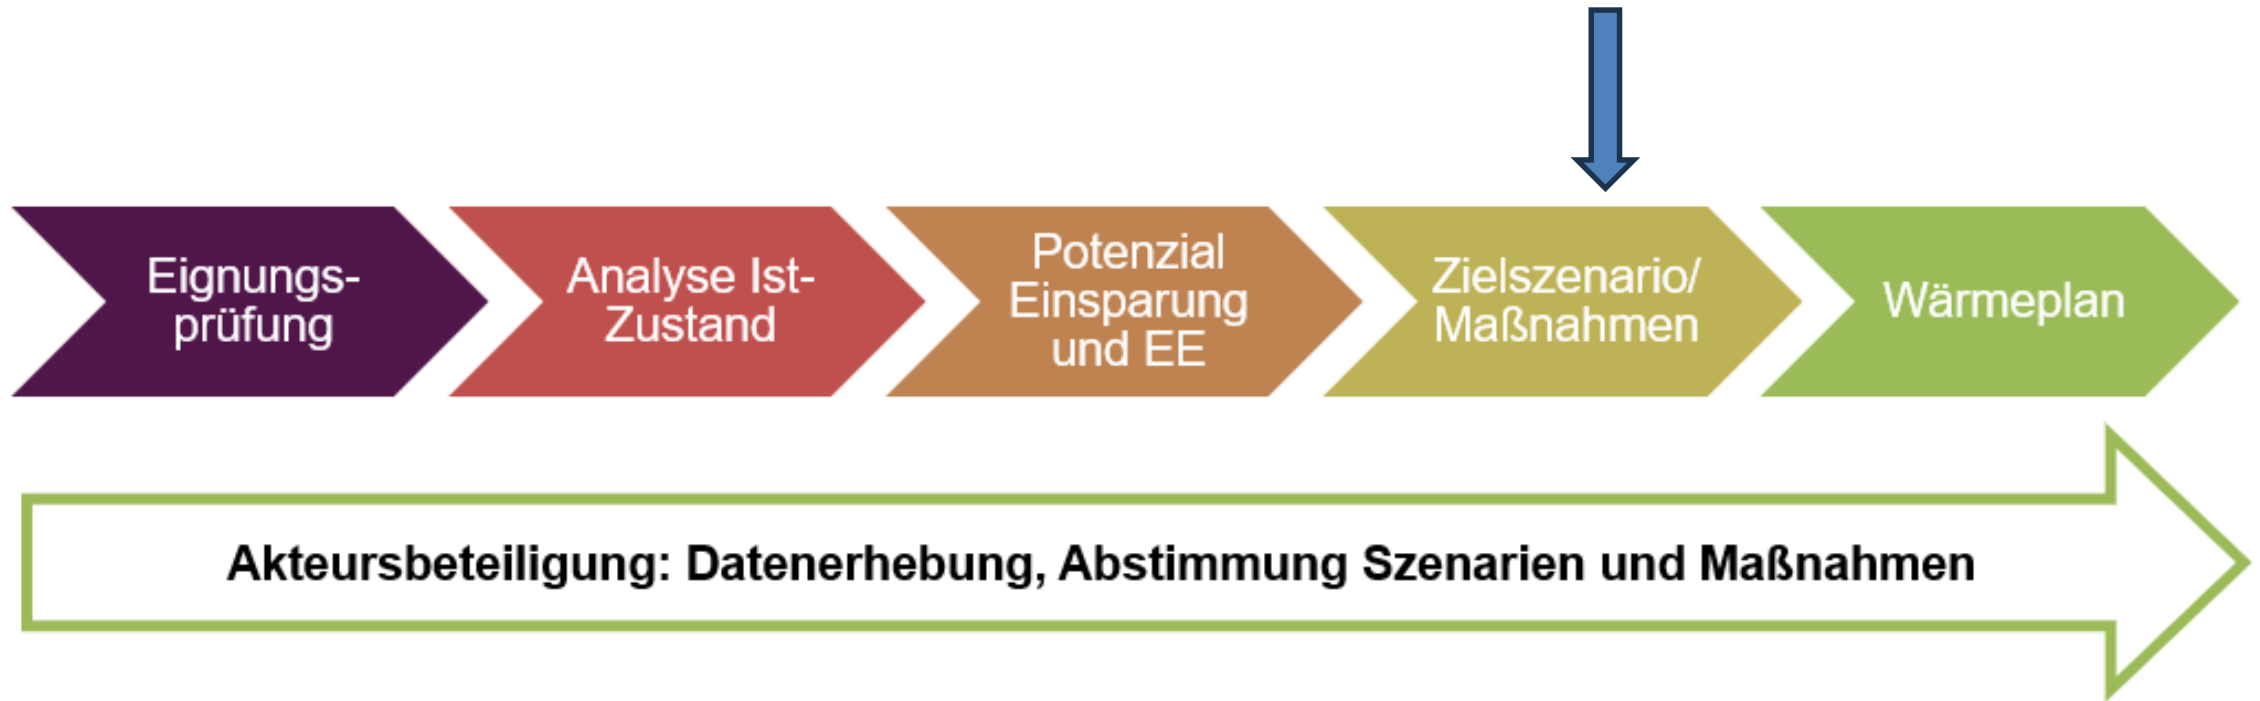 Eignungs-
prüfung
Analyse Ist-
Zustand
Potenzial
Einsparung
und EE
Zielszenario/
Maßnahmen
Wärmeplan
Akteursbeteiligung: Datenerhebung, Abstimmung Szenarien und Maßnahmen